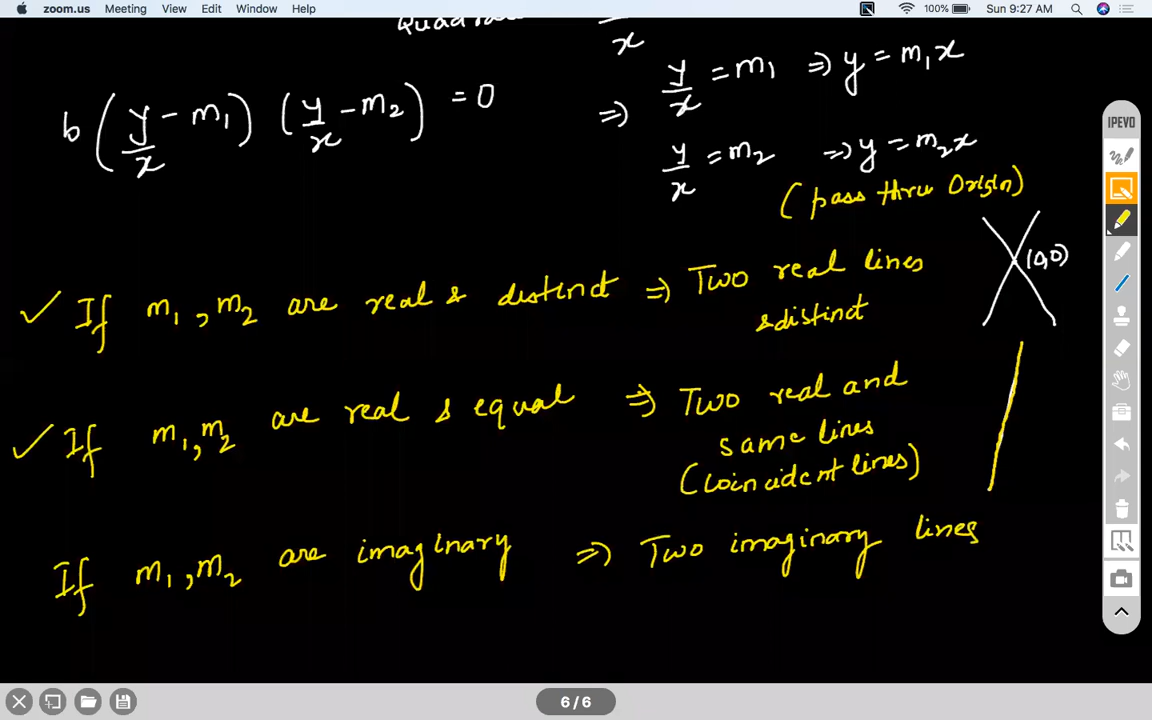 zoom.us Meeting View Edit Window Help 100% Sun 9:27 AM
x
b (y/x - m₁) (y/x - m₂) = 0
⇒ y/x = m₁ ⇒ y = m₁x
y/x = m₂ ⇒ y = m₂x
(pass thru Origin)
(0,0)
✓ If m₁, m₂ are real & distinct ⇒ Two real lines
& distinct
✓ If m₁, m₂ are real & equal ⇒ Two real and
same lines
(coincident lines)
If m₁, m₂ are imaginary ⇒ Two imaginary lines
IPEVO
6/6